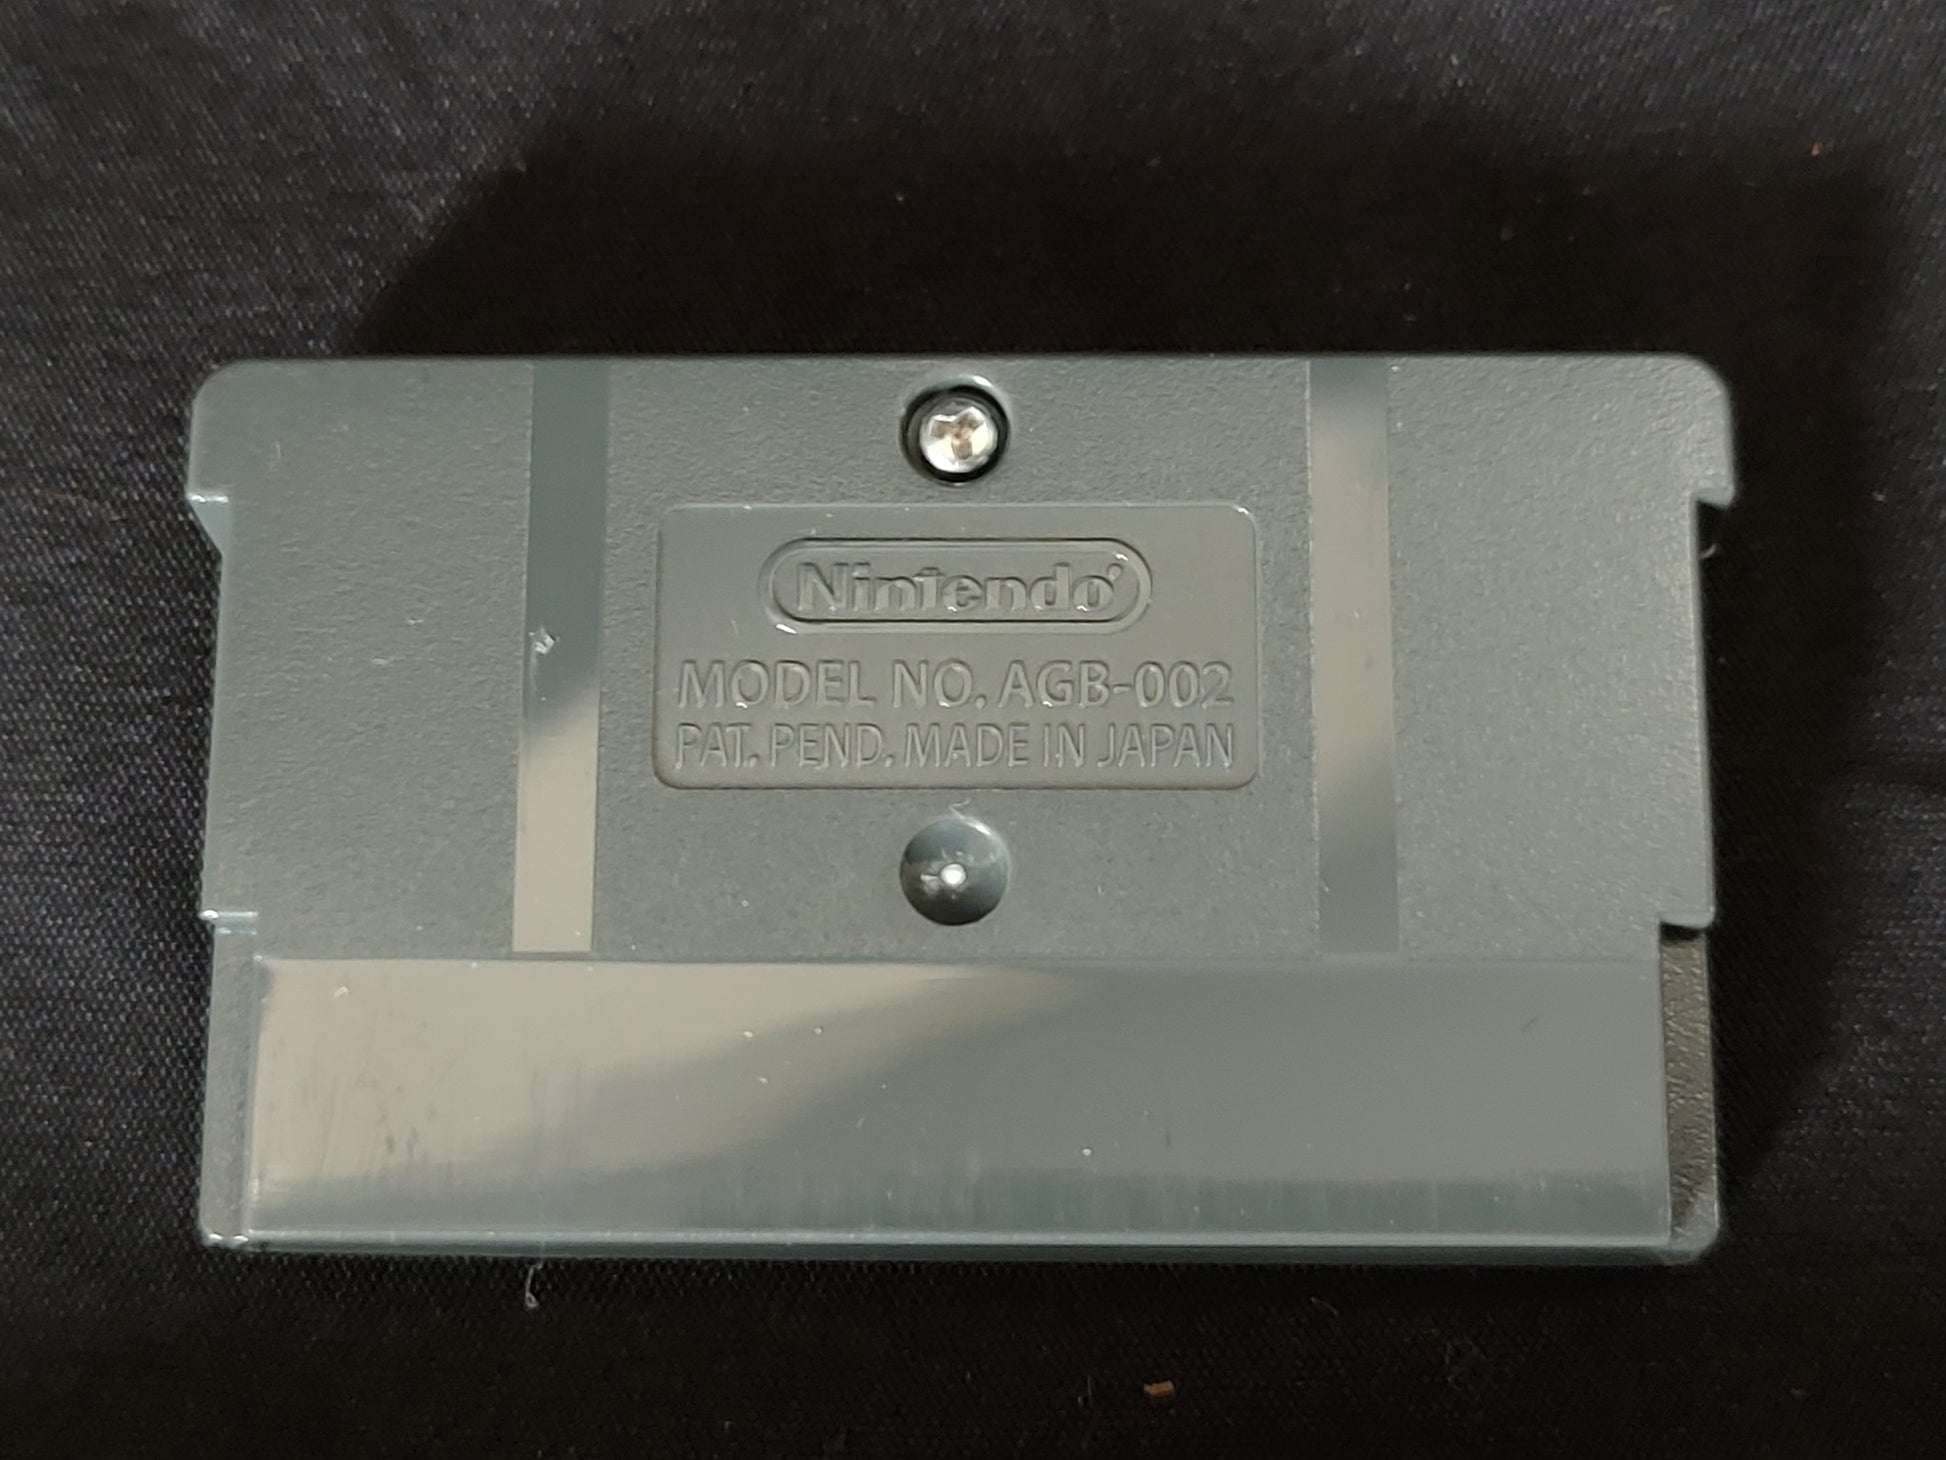 Nintendo
MODEL NO. AGB-002
PAT. PEND. MADE IN JAPAN